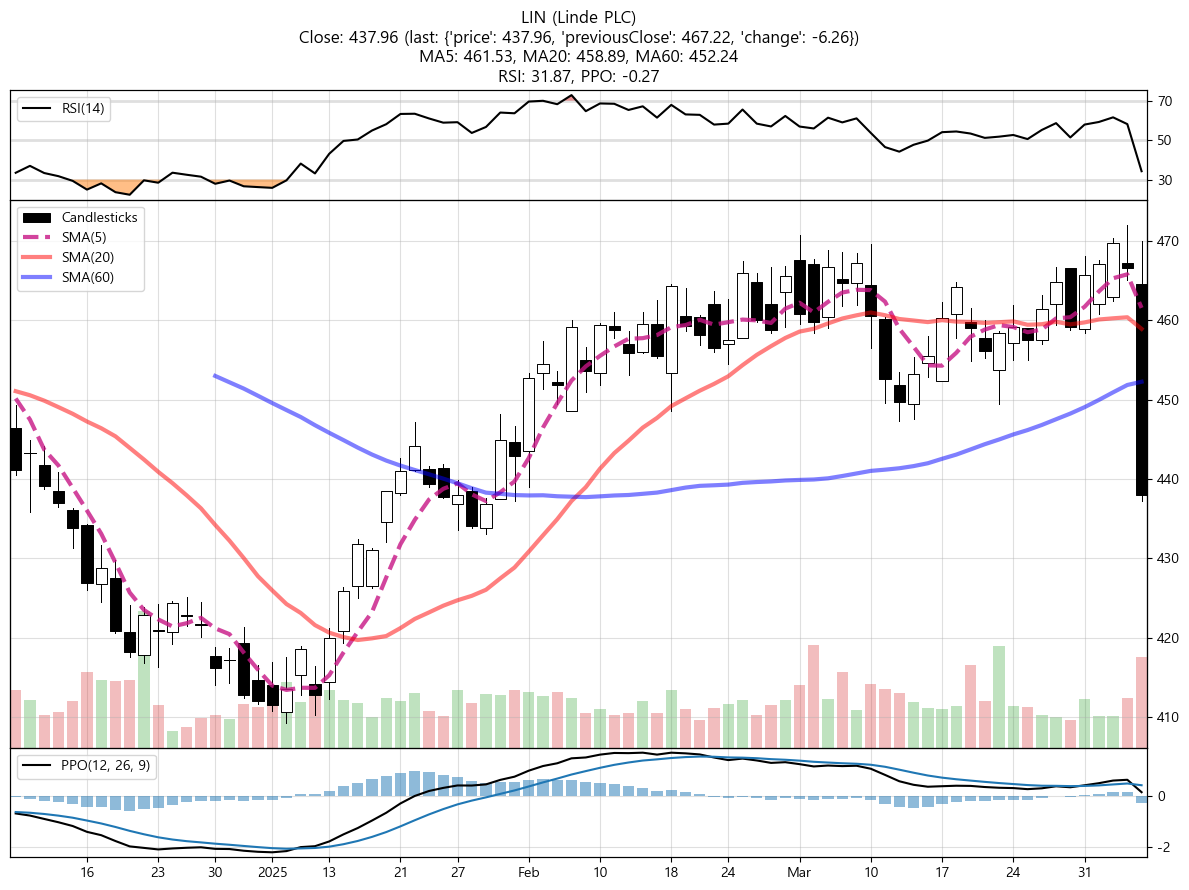 LIN (Linde PLC)
Close: 437.96 (last: {'price': 437.96, 'previousClose': 467.22, 'change': -6.26})
MA5: 461.53, MA20: 458.89, MA60: 452.24
RSI: 31.87, PPO: -0.27
RSI(14)
70
50
30
Candlesticks
SMA(5)
SMA(20)
SMA(60)
470
460
450
440
430
420
410
PPO(12, 26, 9)
0
-2
16 23 30 2025 13 21 27 Feb 10 18 24 Mar 10 17 24 31